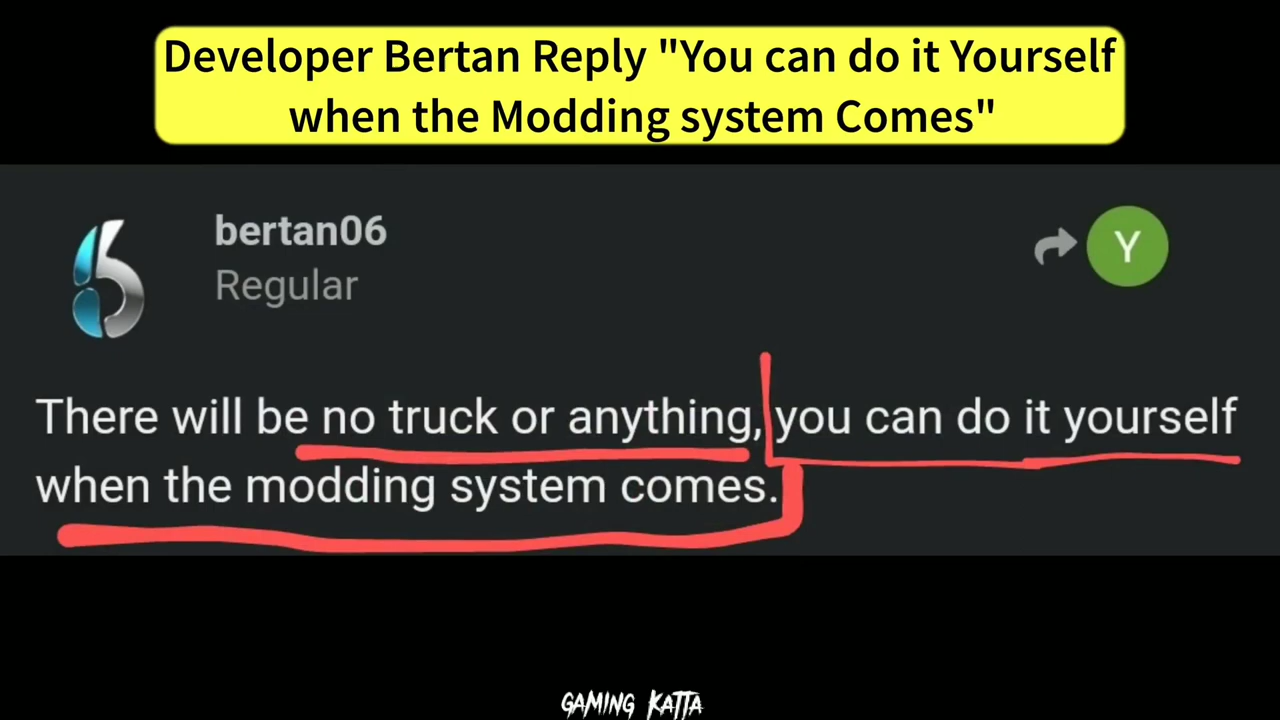 Developer Bertan Reply "You can do it Yourself
when the Modding system Comes"
bertan06
Regular
Y
There will be no truck or anything, you can do it yourself
when the modding system comes.
GAMING KATTA